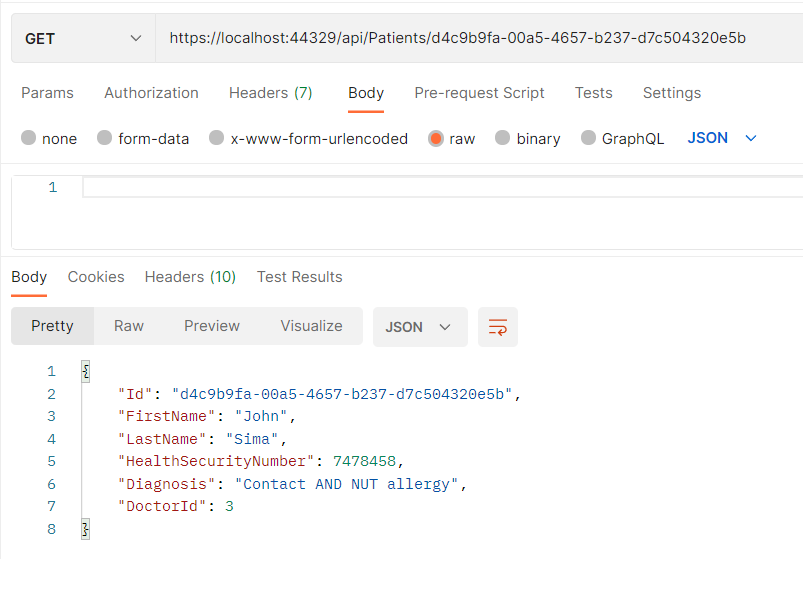 GET https://localhost:44329/api/Patients/d4c9b9fa-00a5-4657-b237-d7c504320e5b
Params Authorization Headers (7) Body Pre-request Script Tests Settings
none form-data x-www-form-urlencoded raw binary GraphQL JSON
1
Body Cookies Headers (10) Test Results
Pretty Raw Preview Visualize JSON
1 {
2 "Id": "d4c9b9fa-00a5-4657-b237-d7c504320e5b",
3 "FirstName": "John",
4 "LastName": "Sima",
5 "HealthSecurityNumber": 7478458,
6 "Diagnosis": "Contact AND NUT allergy",
7 "DoctorId": 3
8 }